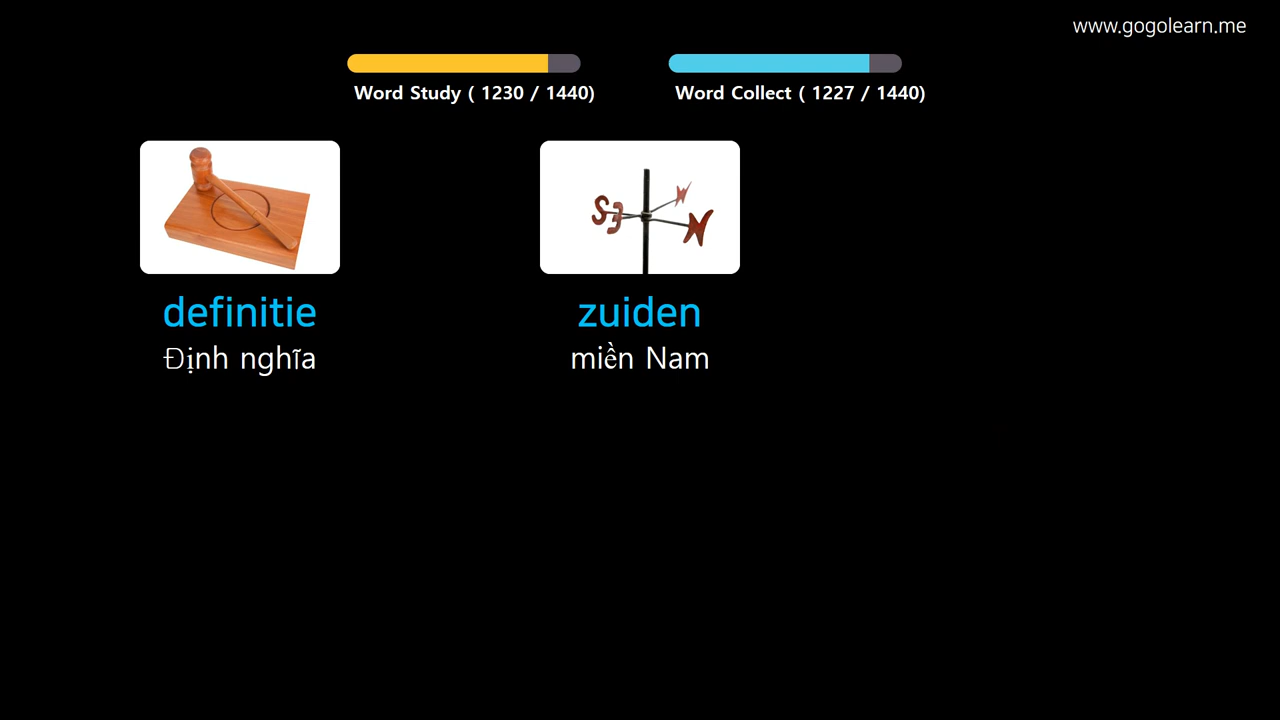 www.gogolearn.me
Word Study ( 1230 / 1440)
Word Collect ( 1227 / 1440)
S
E
N
definitie
Định nghĩa
zuiden
miền Nam